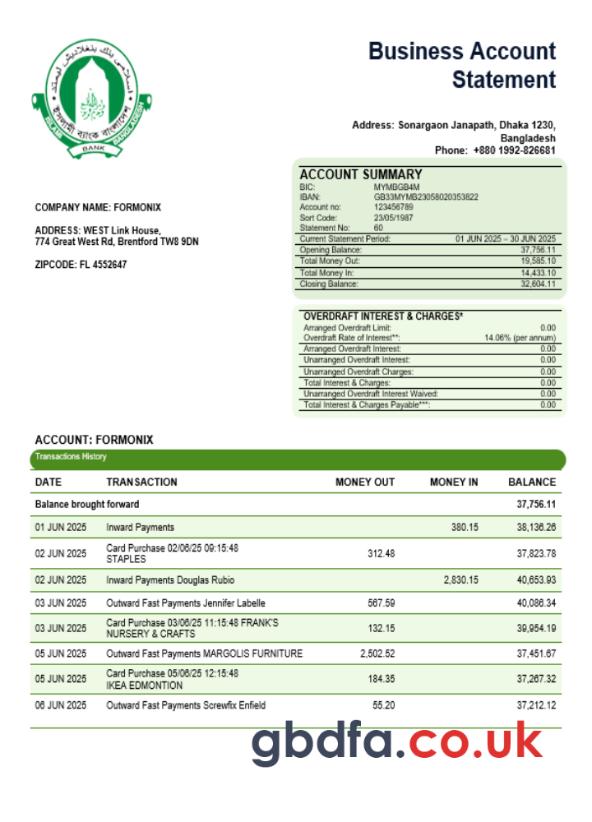 Business Account
Statement
ইসলামী ব্যাংক বাংলাদেশ
BANK
Address: Sonargaon Janapath, Dhaka 1230,
Bangladesh
Phone: +880 1992-826681
COMPANY NAME: FORMONIX
ADDRESS: WEST Link House,
774 Great West Rd, Brentford TW8 9DN
ZIPCODE: FL 4552647
ACCOUNT SUMMARY
BIC: MYMBGB4M
IBAN: GB33MYMB23058020353822
Account no: 123456789
Sort Code: 23/05/1987
Statement No: 60
Current Statement Period: 01 JUN 2025 – 30 JUN 2025
Opening Balance: 37,756.11
Total Money Out: 19,585.10
Total Money In: 14,433.10
Closing Balance: 32,604.11
OVERDRAFT INTEREST & CHARGES*
Arranged Overdraft Limit: 0.00
Overdraft Rate of Interest**: 14.06% (per annum)
Arranged Overdraft Interest: 0.00
Unarranged Overdraft Interest: 0.00
Unarranged Overdraft Charges: 0.00
Total Interest & Charges: 0.00
Unarranged Overdraft Interest Waived: 0.00
Total Interest & Charges Payable***: 0.00
ACCOUNT: FORMONIX
Transactions History
DATE TRANSACTION MONEY OUT MONEY IN BALANCE
Balance brought forward 37,756.11
01 JUN 2025 Inward Payments 380.15 38,136.26
02 JUN 2025 Card Purchase 02/06/25 09:15:48 312.48 37,823.78
STAPLES
02 JUN 2025 Inward Payments Douglas Rubio 2,830.15 40,653.93
03 JUN 2025 Outward Fast Payments Jennifer Labelle 567.59 40,086.34
03 JUN 2025 Card Purchase 03/06/25 11:15:48 FRANK'S 132.15 39,954.19
NURSERY & CRAFTS
05 JUN 2025 Outward Fast Payments MARGOLIS FURNITURE 2,502.52 37,451.67
05 JUN 2025 Card Purchase 05/06/25 12:15:48 184.35 37,267.32
IKEA EDMONTION
06 JUN 2025 Outward Fast Payments Screwfix Enfield 55.20 37,212.12
gbdfa.co.uk